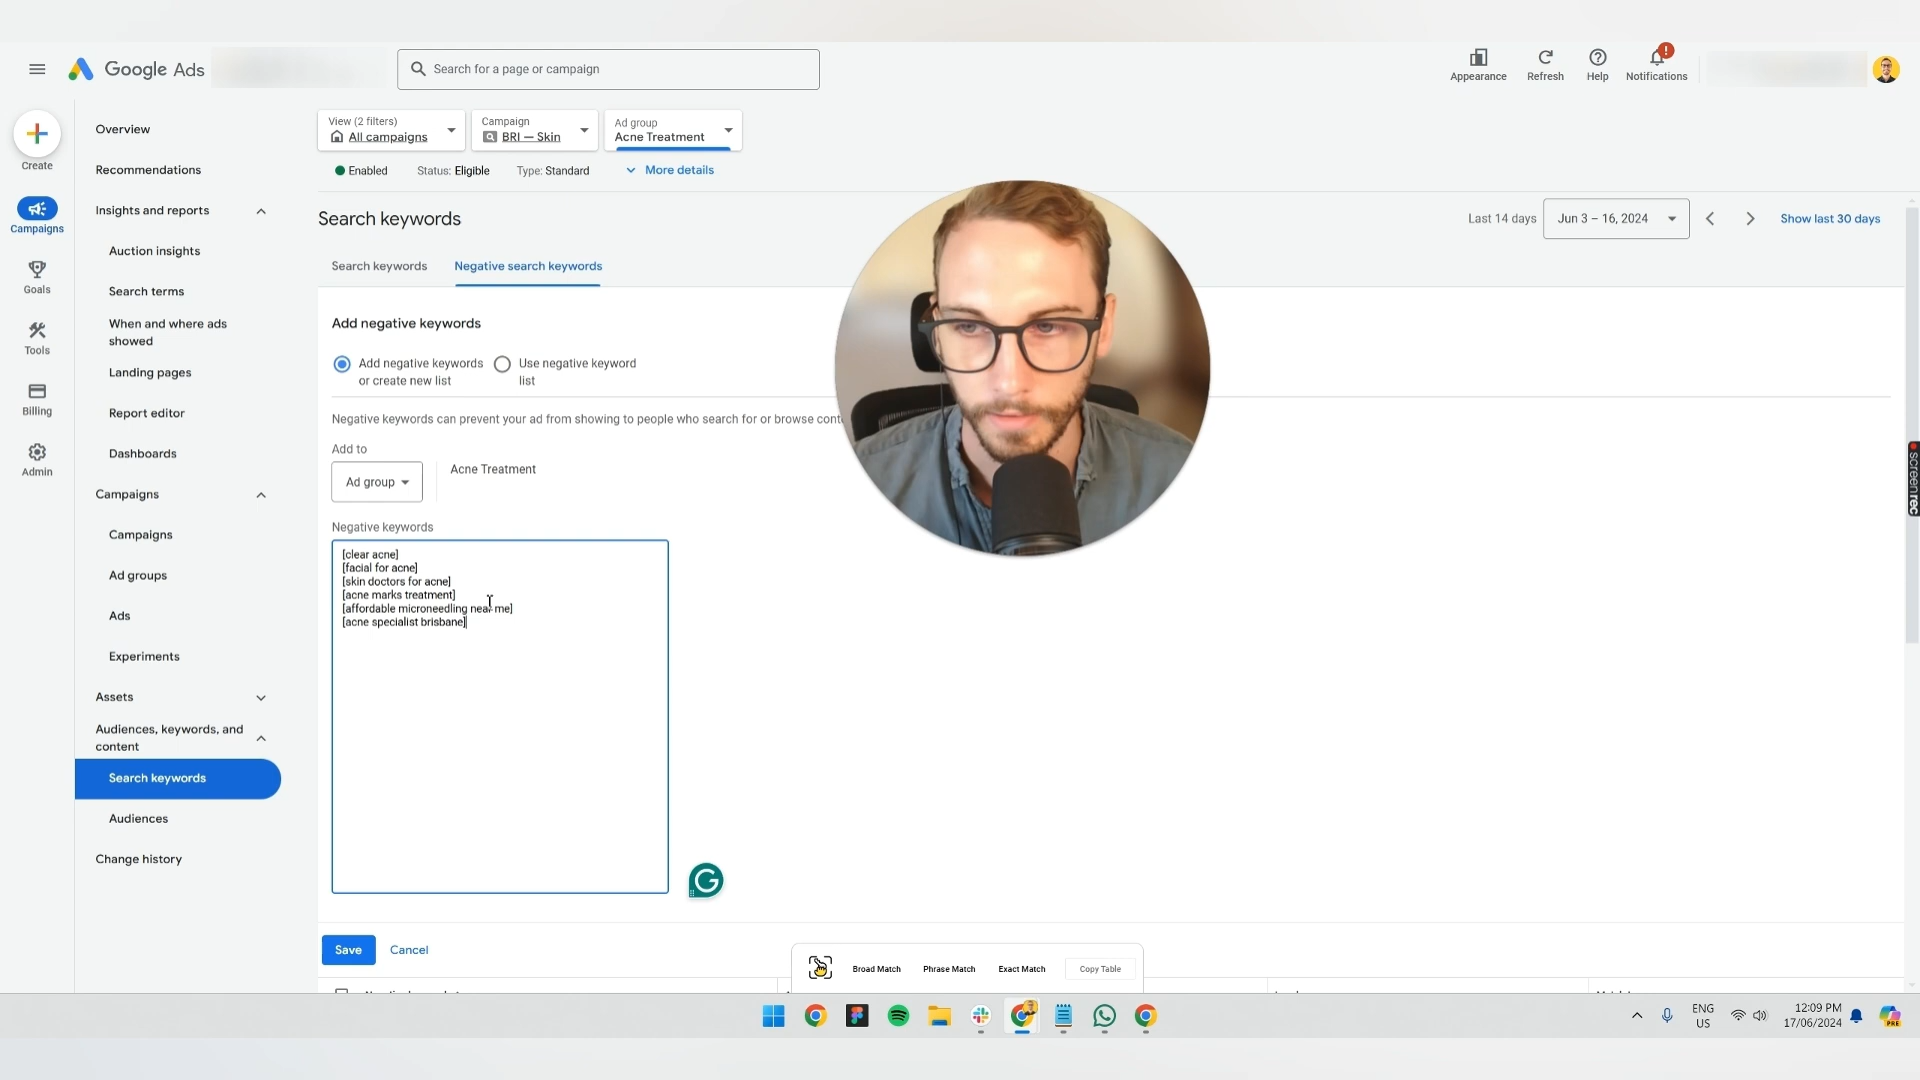 Google Ads
Search for a page or campaign
Appearance
Refresh
Help
!
Notifications
Create
Campaigns
Goals
Tools
Billing
Admin
Overview
Recommendations
Insights and reports
Auction insights
Search terms
When and where ads
showed
Landing pages
Report editor
Dashboards
Campaigns
Campaigns
Ad groups
Ads
Experiments
Assets
Audiences, keywords, and
content
Search keywords
Audiences
Change history
View (2 filters)
All campaigns
Campaign
BRI — Skin
Ad group
Acne Treatment
Enabled
Status: Eligible
Type: Standard
More details
Search keywords
Last 14 days
Jun 3 – 16, 2024
Show last 30 days
Search keywords
Negative search keywords
Add negative keywords
Add negative keywords
or create new list
Use negative keyword
list
Negative keywords can prevent your ad from showing to people who search for or browse
Add to
Ad group
Acne Treatment
Negative keywords
[clear acne]
[facial for acne]
[skin doctors for acne]
[acne marks treatment]
[affordable microneedling near me]
[acne specialist brisbane]
Save
Cancel
Broad Match
Phrase Match
Exact Match
Copy Table
screenrec
ENG
US
12:09 PM
17/06/2024
PRE